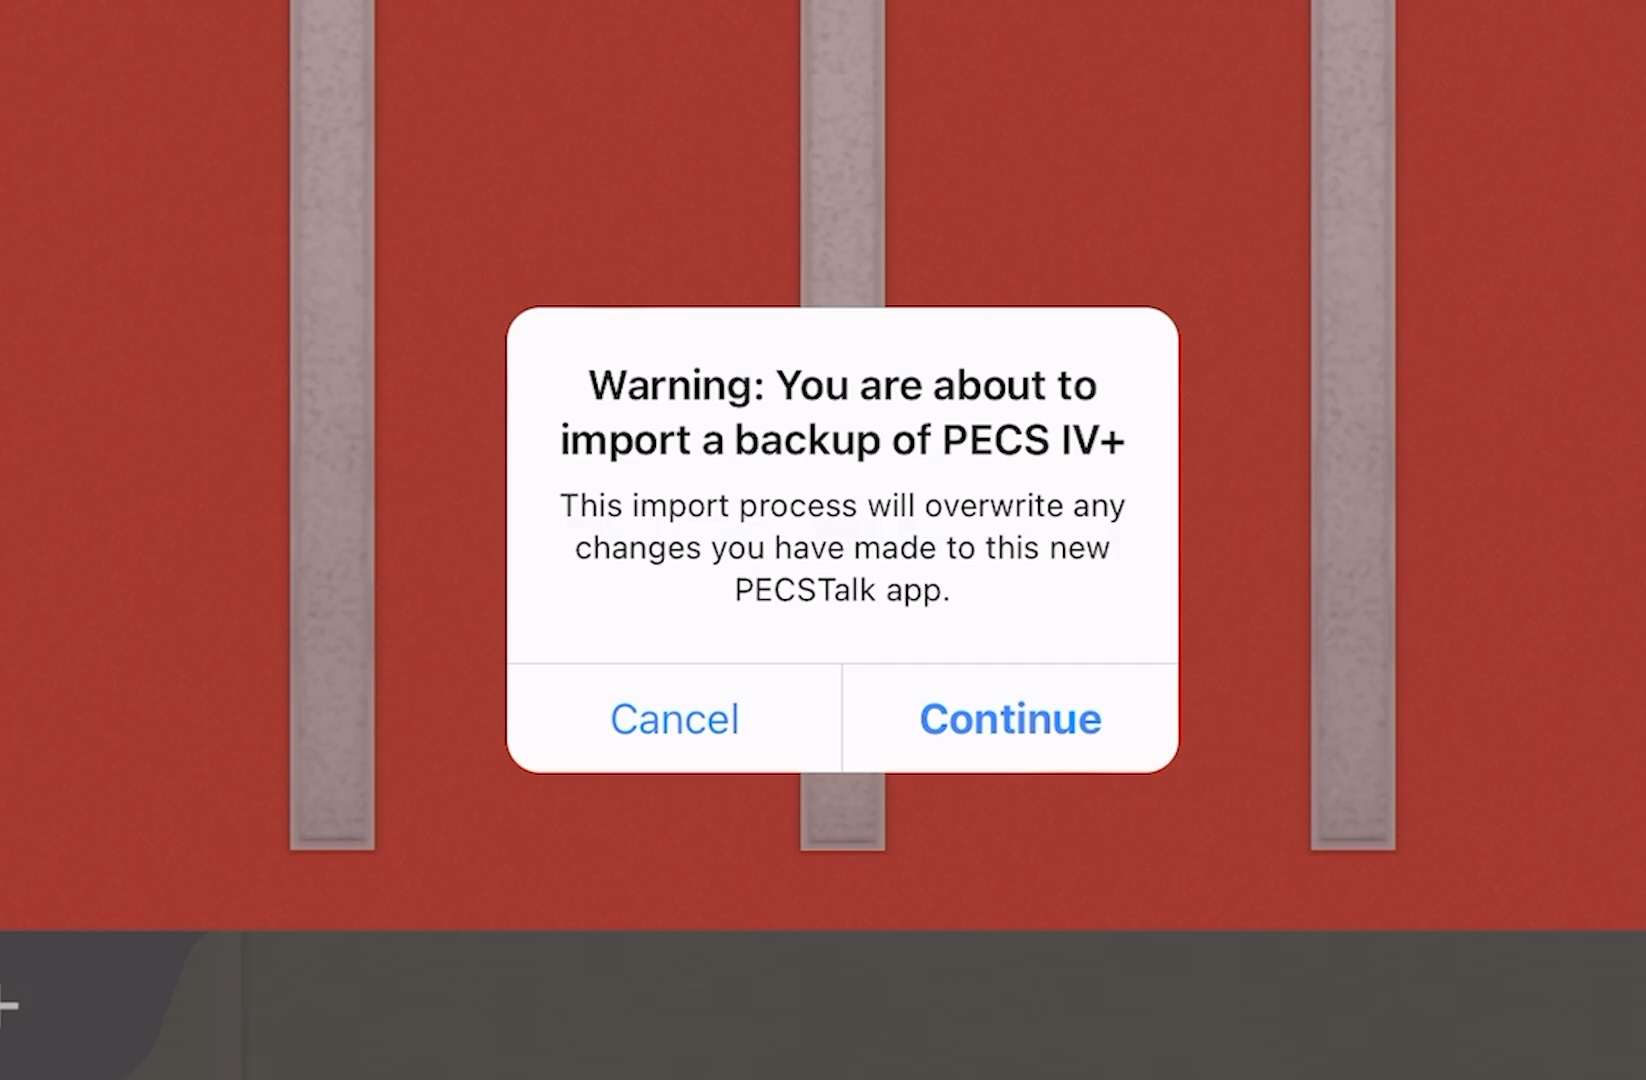 Warning: You are about to
import a backup of PECS IV+
This import process will overwrite any
changes you have made to this new
PECSTalk app.
Cancel
Continue
+